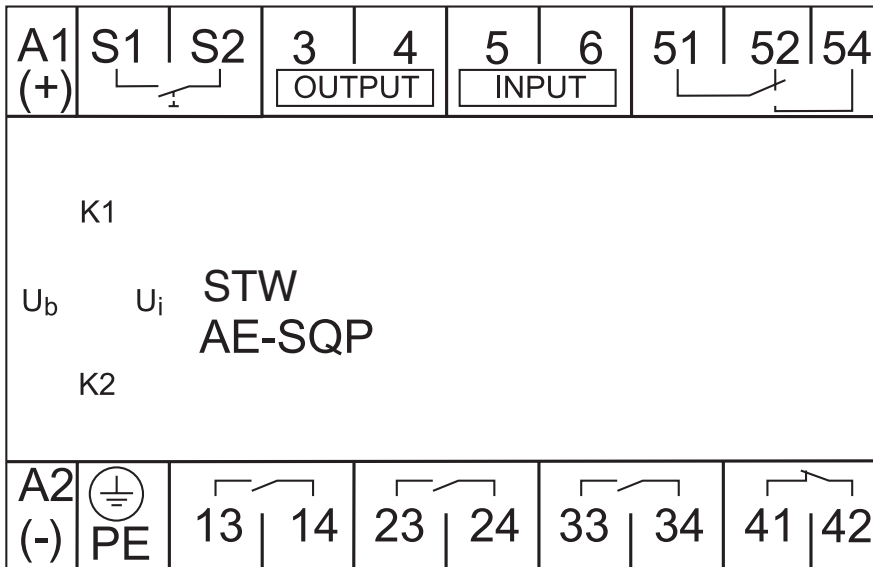 A1 S1 S2 3 4 5 6 51 52 54
(+) OUTPUT INPUT
K1
Ub Ui STW
AE-SQP
K2
A2 13 14 23 24 33 34 41 42
(-) PE